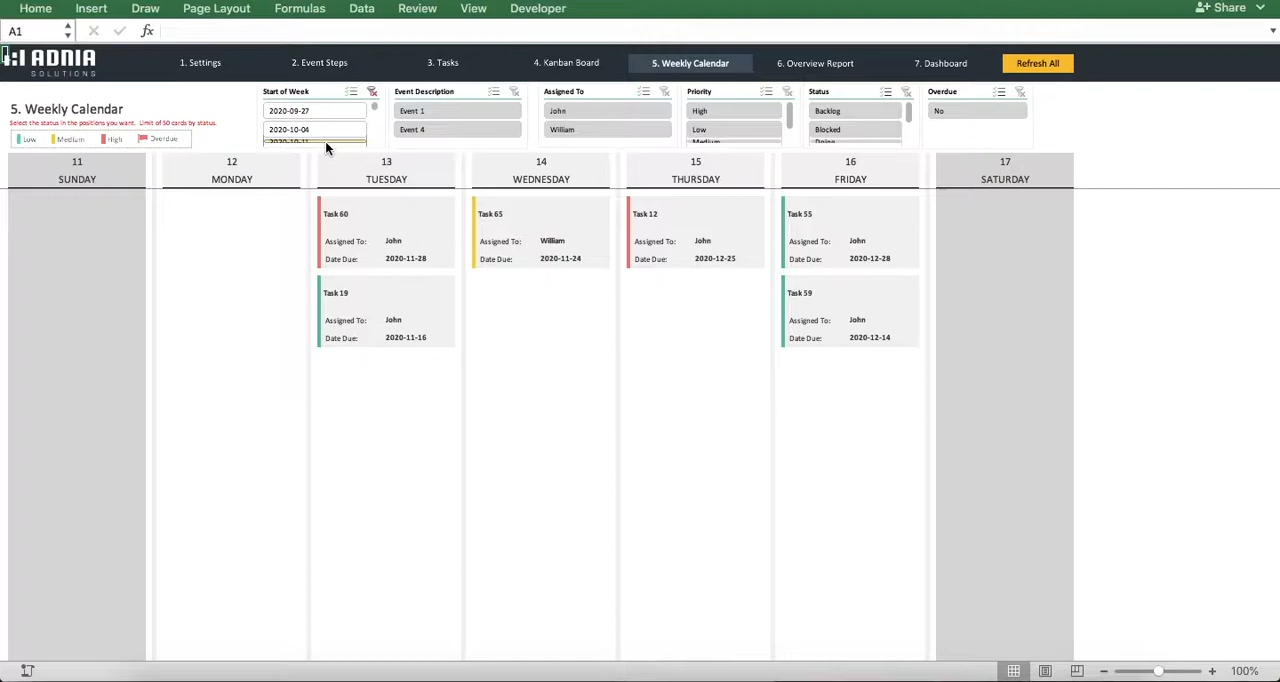 Home Insert Draw Page Layout Formulas Data Review View Developer Share
A1 fx
ADNIA
SOLUTIONS
1. Settings 2. Event Steps 3. Tasks 4. Kanban Board 5. Weekly Calendar 6. Overview Report 7. Dashboard Refresh All
5. Weekly Calendar
Select the status in the positions you want. Limit of 50 cards by status.
Low Medium High Overdue
Start of Week Event Description Assigned To Priority Status Overdue
2020-09-27 Event 1 John High Backlog No
2020-10-04 Event 4 William Low Blocked
2020-10-11 Medium Doing
11 12 13 14 15 16 17
SUNDAY MONDAY TUESDAY WEDNESDAY THURSDAY FRIDAY SATURDAY
Task 60 Task 65 Task 12 Task 55
Assigned To: John Assigned To: William Assigned To: John Assigned To: John
Date Due: 2020-11-28 Date Due: 2020-11-24 Date Due: 2020-12-25 Date Due: 2020-12-28
Task 19 Task 59
Assigned To: John Assigned To: John
Date Due: 2020-11-16 Date Due: 2020-12-14
100%